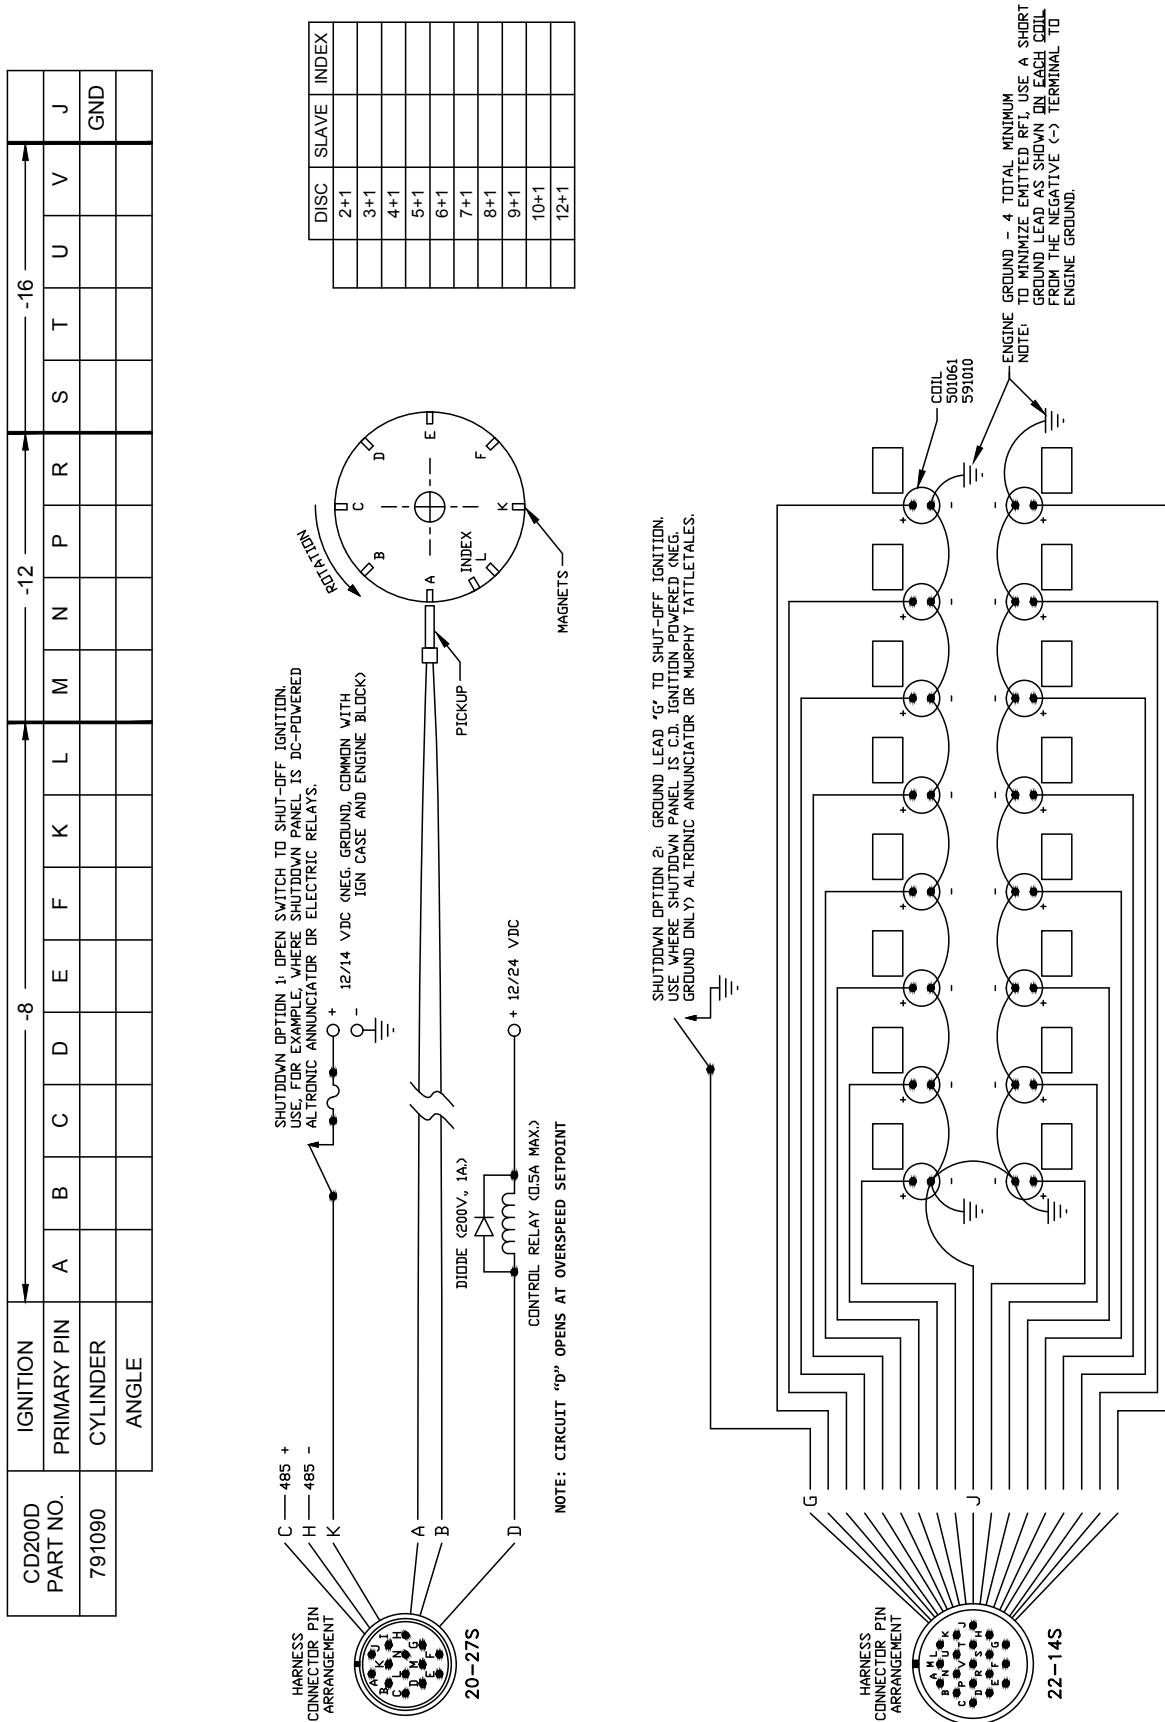 CD200D
PART NO.
IGNITION
-8
-12
-16
PRIMARY PIN A B C D E F K L M N P R S T U V J
791090
CYLINDER
GND
ANGLE
DISC SLAVE INDEX
2+1
3+1
4+1
5+1
6+1
7+1
8+1
9+1
10+1
12+1
HARNESS
CONNECTOR PIN
ARRANGEMENT
A
J
I
B
K
H
C
L
N
G
D
M
F
E
20-27S
C 485 +
H 485 -
K
A
B
D
SHUTDOWN OPTION 1: OPEN SWITCH TO SHUT-OFF IGNITION.
USE, FOR EXAMPLE, WHERE SHUTDOWN PANEL IS DC-POWERED
ALTRONIC ANNUNCIATOR OR ELECTRIC RELAYS.
+
12/14 VDC (NEG. GROUND, COMMON WITH
IGN CASE AND ENGINE BLOCK)
-
PICKUP
ROTATION
A
B
C
D
E
F
K
L
INDEX
MAGNETS
DIODE (200V., 1A.)
+ 12/24 VDC
CONTROL RELAY (0.5A MAX.)
NOTE: CIRCUIT "D" OPENS AT OVERSPEED SETPOINT
SHUTDOWN OPTION 2: GROUND LEAD "G" TO SHUT-OFF IGNITION.
USE WHERE SHUTDOWN PANEL IS C.D. IGNITION POWERED (NEG.
GROUND ONLY) ALTRONIC ANNUNCIATOR OR MURPHY TATTLETALES.
HARNESS
CONNECTOR PIN
ARRANGEMENT
A M L
B N U K
C P V T J
D R S H
E F G
22-14S
G
J
+ + + + + + + +
- - - - - - - -
- - - - - - - -
+ + + + + + + +
COIL
501061
591010
ENGINE GROUND - 4 TOTAL MINIMUM
NOTE: TO MINIMIZE EMITTED RFI, USE A SHORT
GROUND LEAD AS SHOWN ON EACH COIL
FROM THE NEGATIVE (-) TERMINAL TO
ENGINE GROUND.